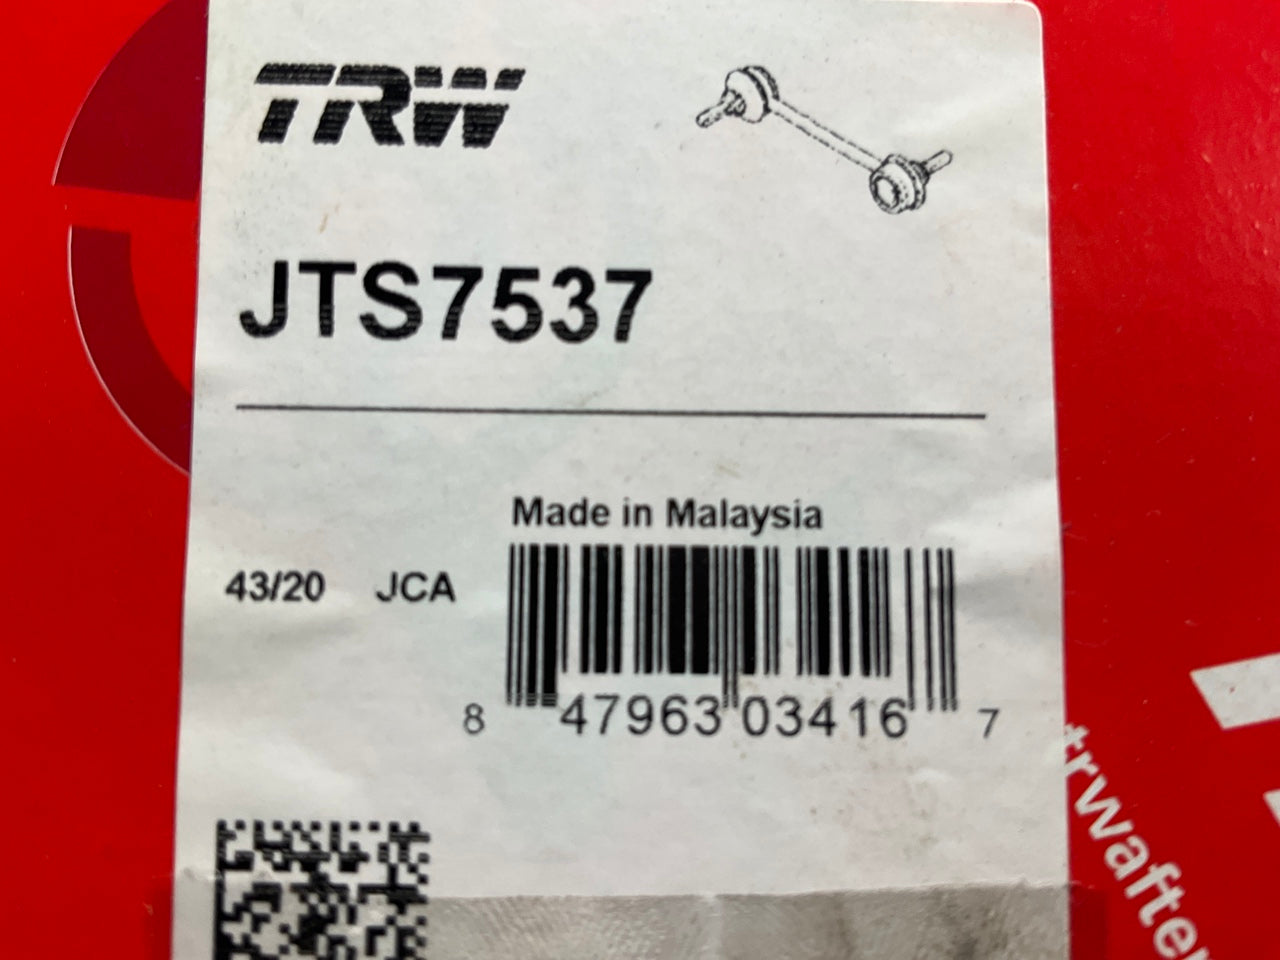 TRW
JTS7537
Made in Malaysia
43/20 JCA
8 47963 03416 7